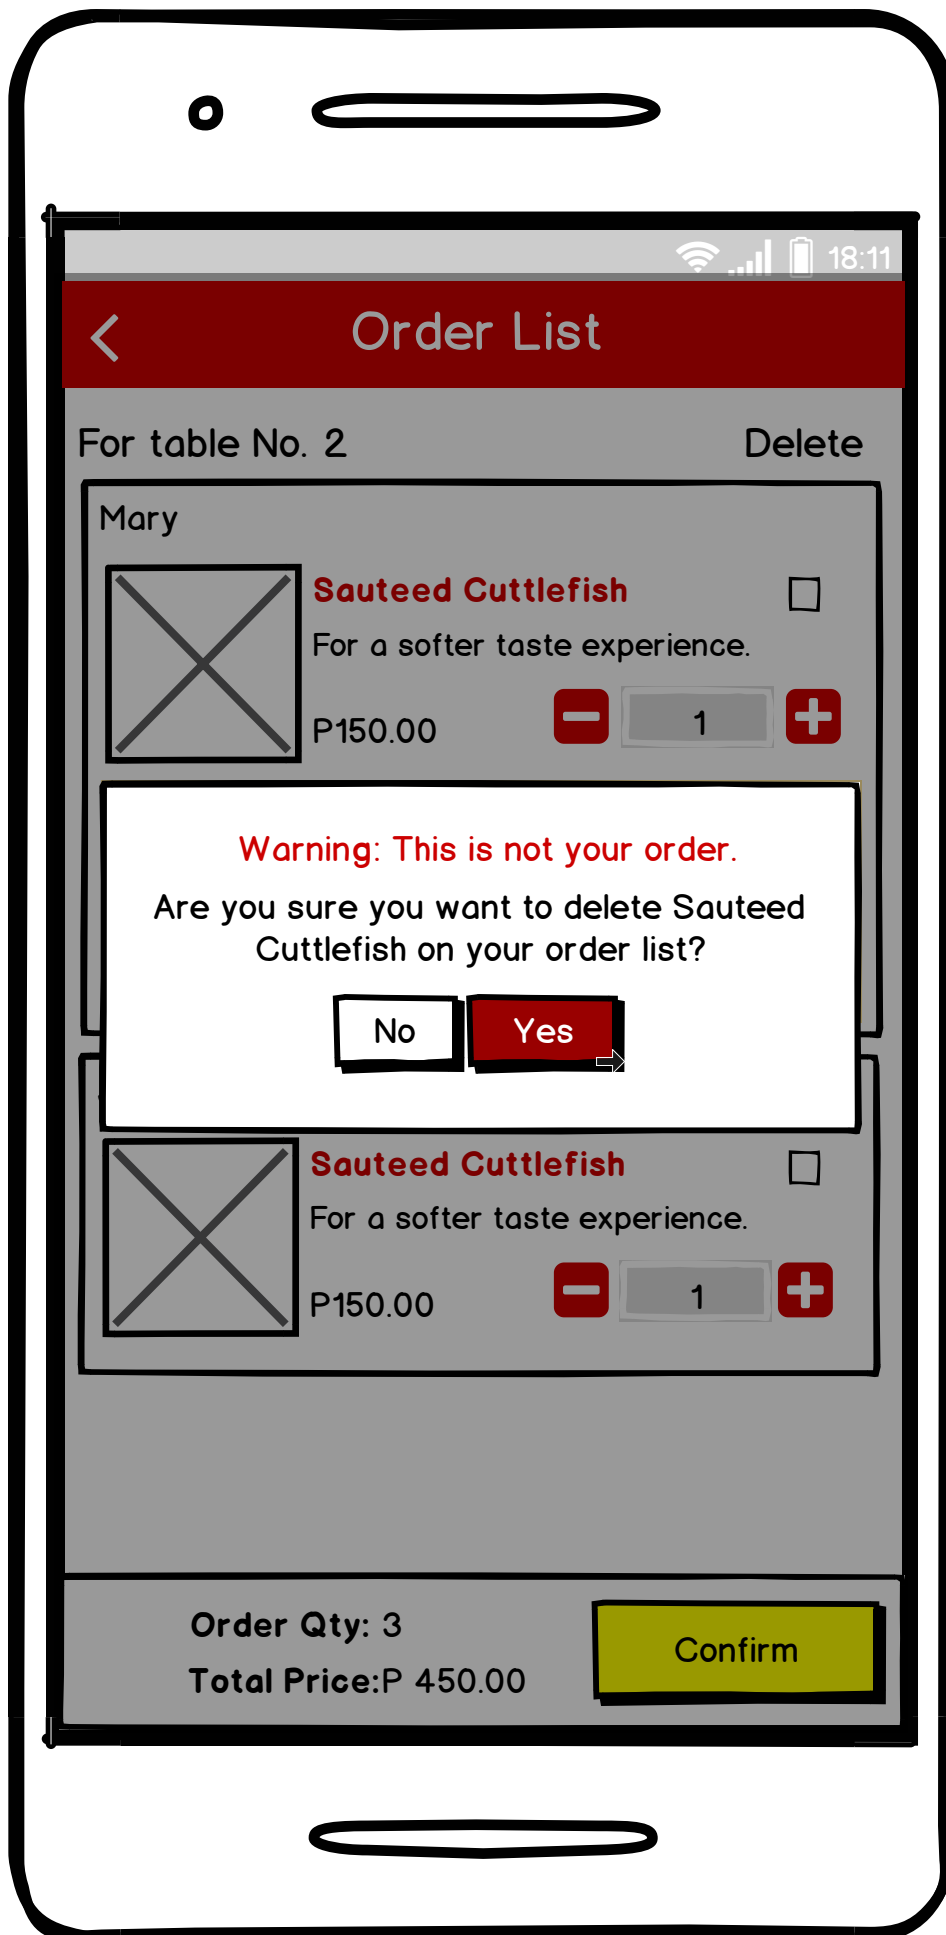 18:11
Order List
For table No. 2 Delete
Mary
Sauteed Cuttlefish
For a softer taste experience.
P150.00 1
Warning: This is not your order.
Are you sure you want to delete Sauteed
Cuttlefish on your order list?
No Yes
Sauteed Cuttlefish
For a softer taste experience.
P150.00 1
Order Qty: 3
Total Price:P 450.00
Confirm